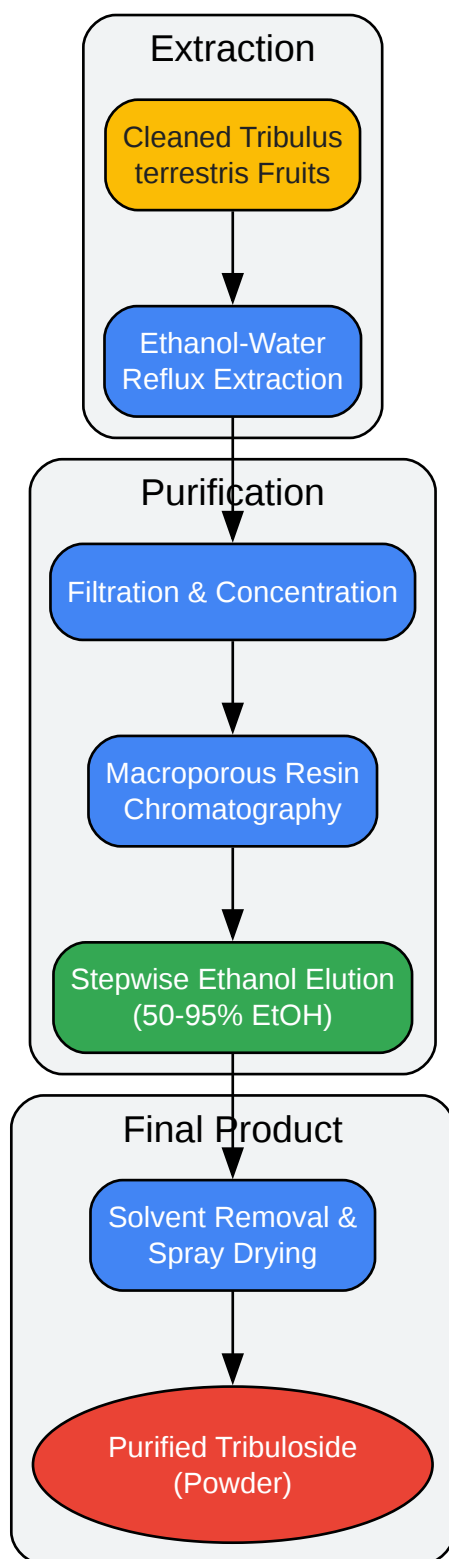 Extraction
Cleaned Tribulus
terrestris Fruits
Ethanol-Water
Reflux Extraction
Purification
Filtration & Concentration
Macroporous Resin
Chromatography
Stepwise Ethanol Elution
(50-95% EtOH)
Final Product
Solvent Removal &
Spray Drying
Purified Tribuloside
(Powder)